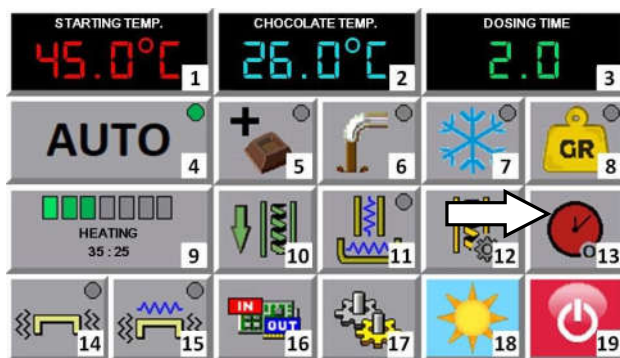 STARTING TEMP.
45.0°C
1
CHOCOLATE TEMP.
26.0°C
2
DOSING TIME
2.0
3
AUTO
4
5
6
7
GR
8
HEATING
35 : 25
9
10
11
12
13
14
15
IN
OUT
16
17
18
19